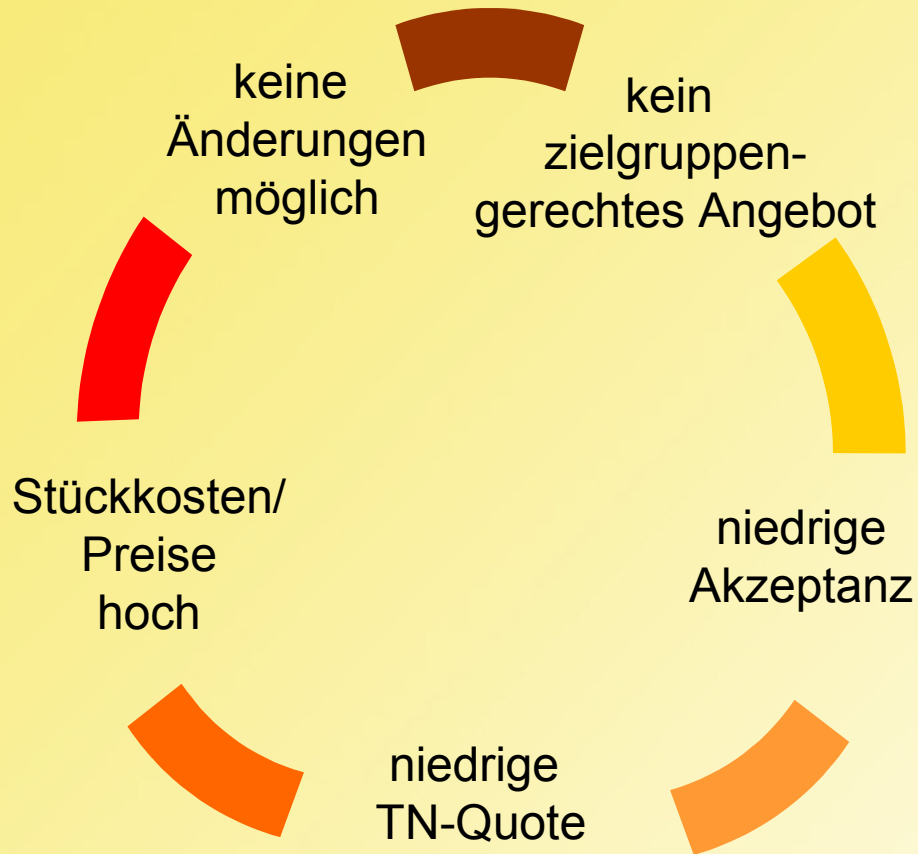 keine
Änderungen
möglich
kein
zielgruppen-
gerechtes Angebot
niedrige
Akzeptanz
niedrige
TN-Quote
Stückkosten/
Preise
hoch